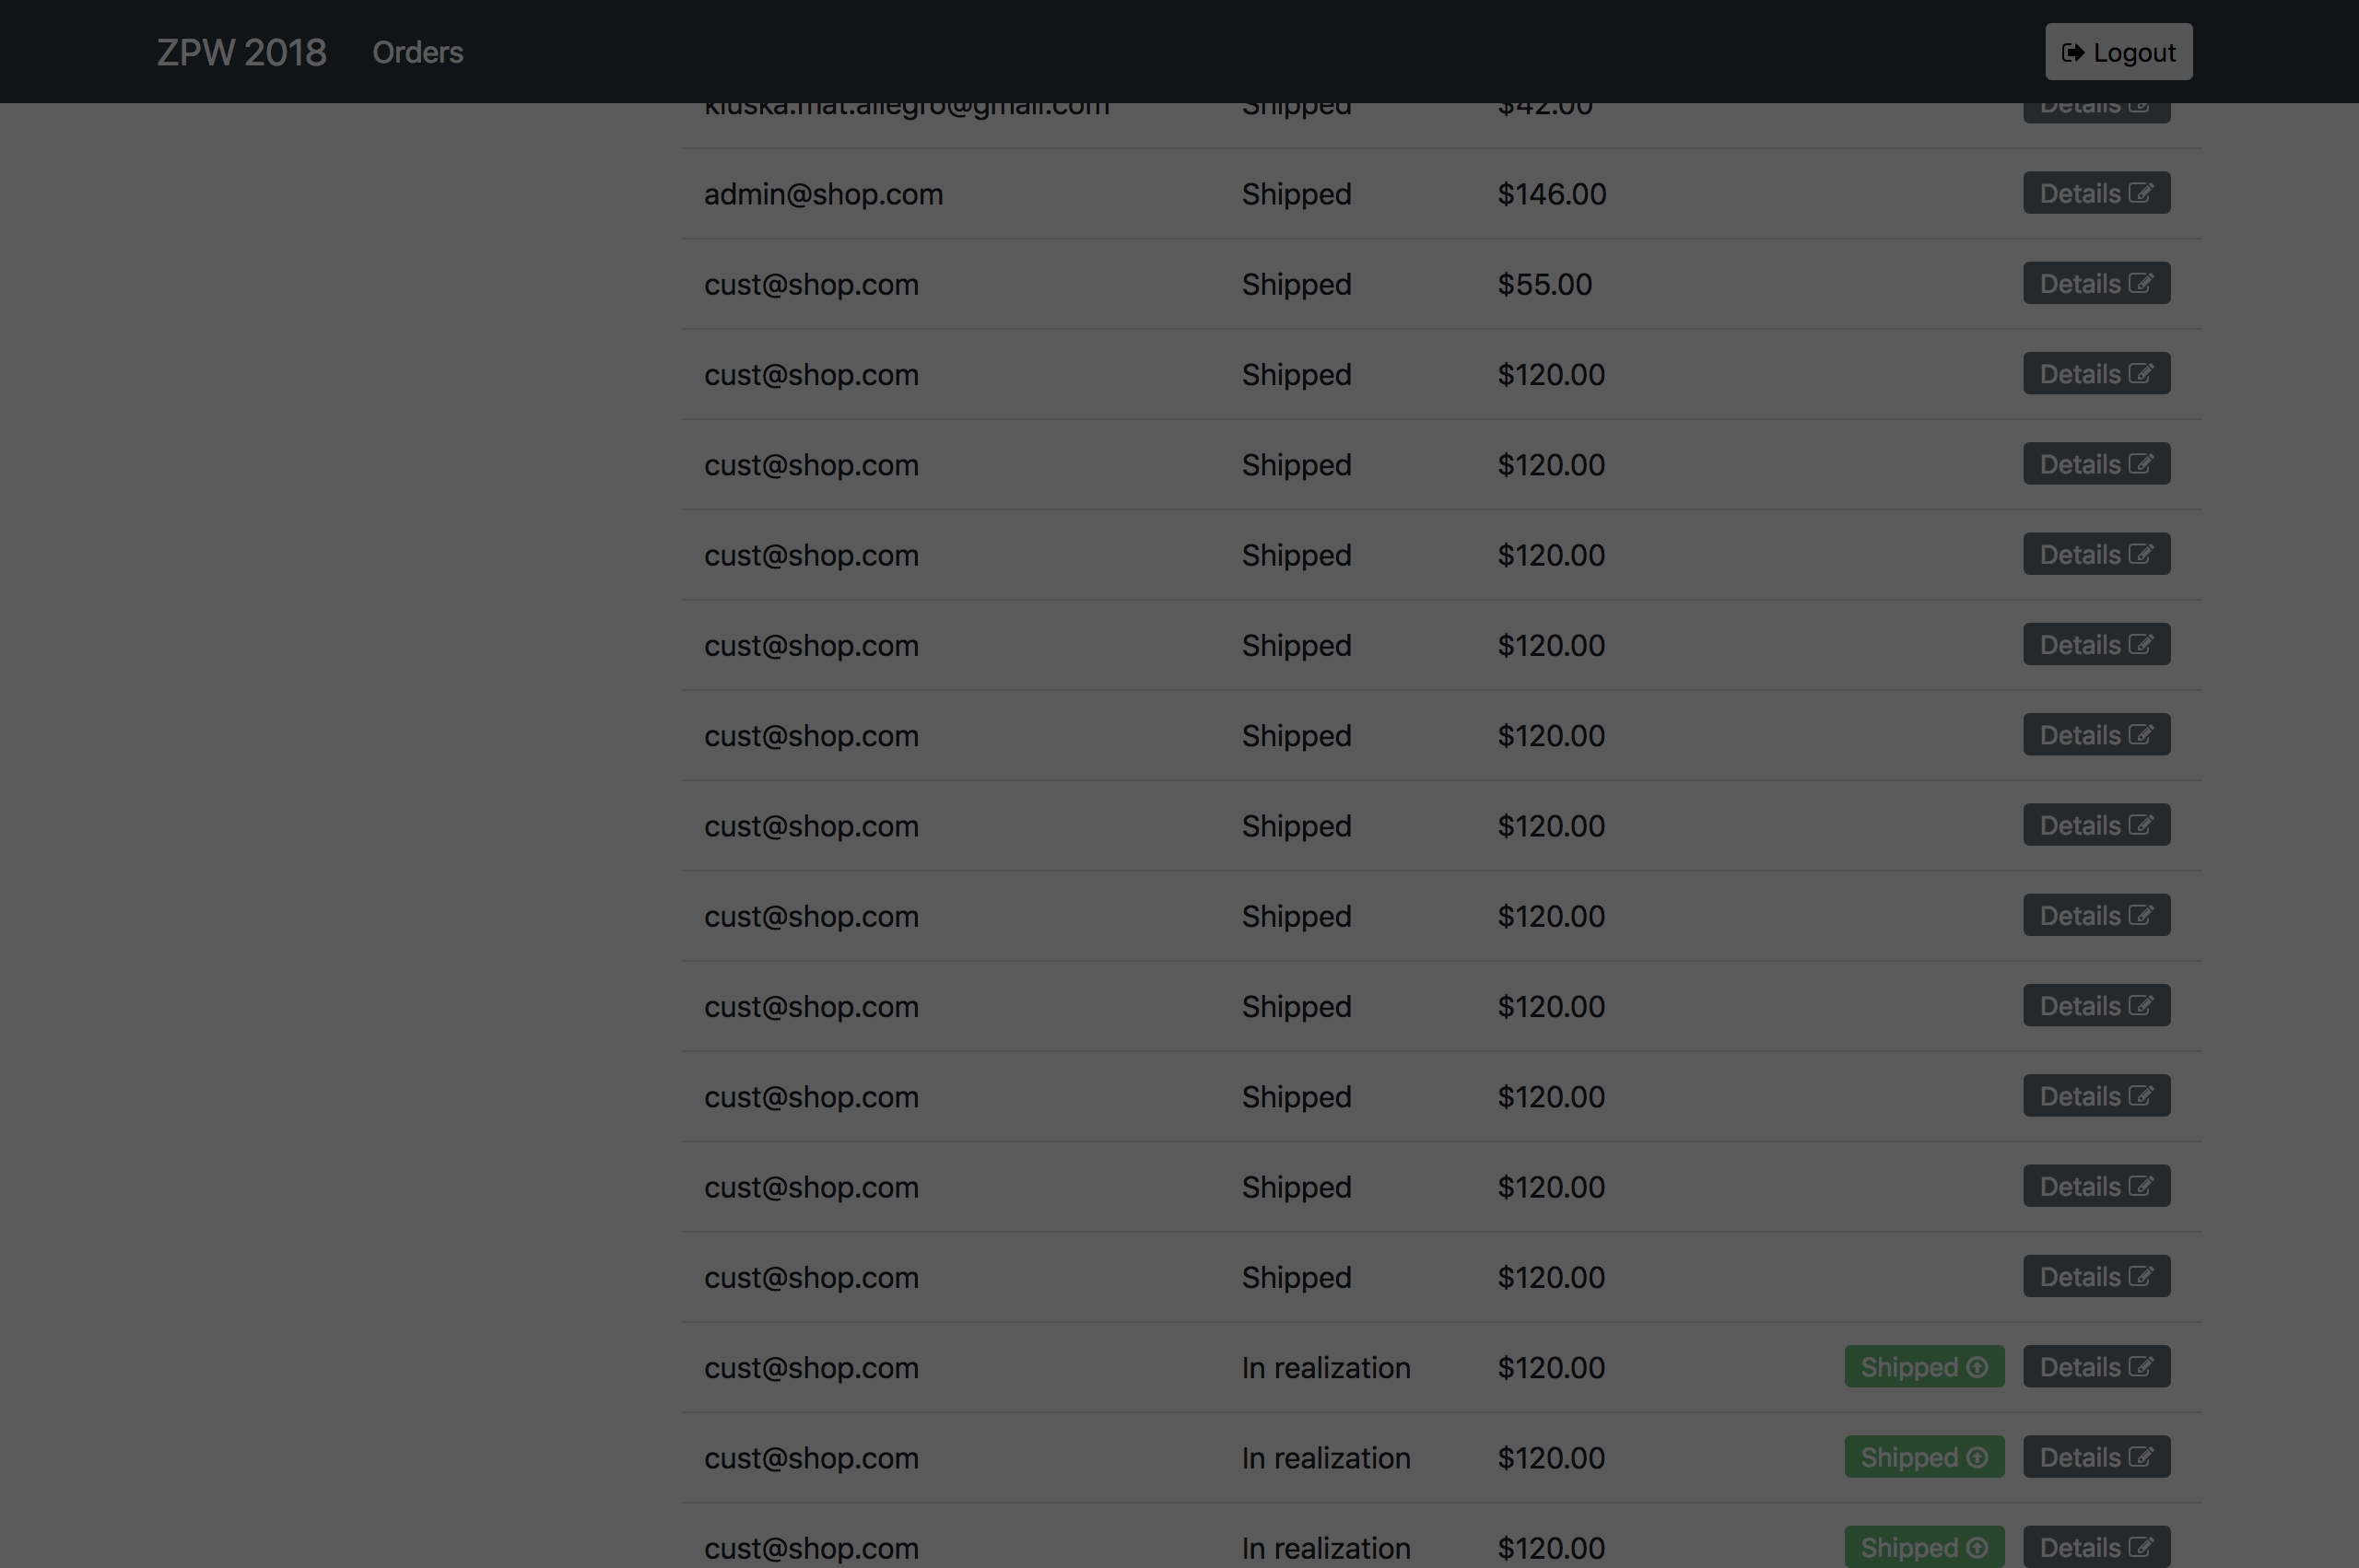 ZPW 2018 Orders Logout
kluska.mat.allegro@gmail.com Shipped $42.00 Details
admin@shop.com Shipped $146.00 Details
cust@shop.com Shipped $55.00 Details
cust@shop.com Shipped $120.00 Details
cust@shop.com Shipped $120.00 Details
cust@shop.com Shipped $120.00 Details
cust@shop.com Shipped $120.00 Details
cust@shop.com Shipped $120.00 Details
cust@shop.com Shipped $120.00 Details
cust@shop.com Shipped $120.00 Details
cust@shop.com Shipped $120.00 Details
cust@shop.com Shipped $120.00 Details
cust@shop.com Shipped $120.00 Details
cust@shop.com Shipped $120.00 Details
cust@shop.com In realization $120.00 Shipped Details
cust@shop.com In realization $120.00 Shipped Details
cust@shop.com In realization $120.00 Shipped Details